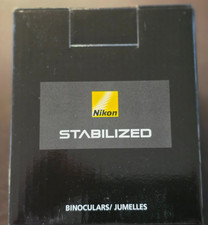 Nikon
STABILIZED
BINOCULARS/ JUMELLES